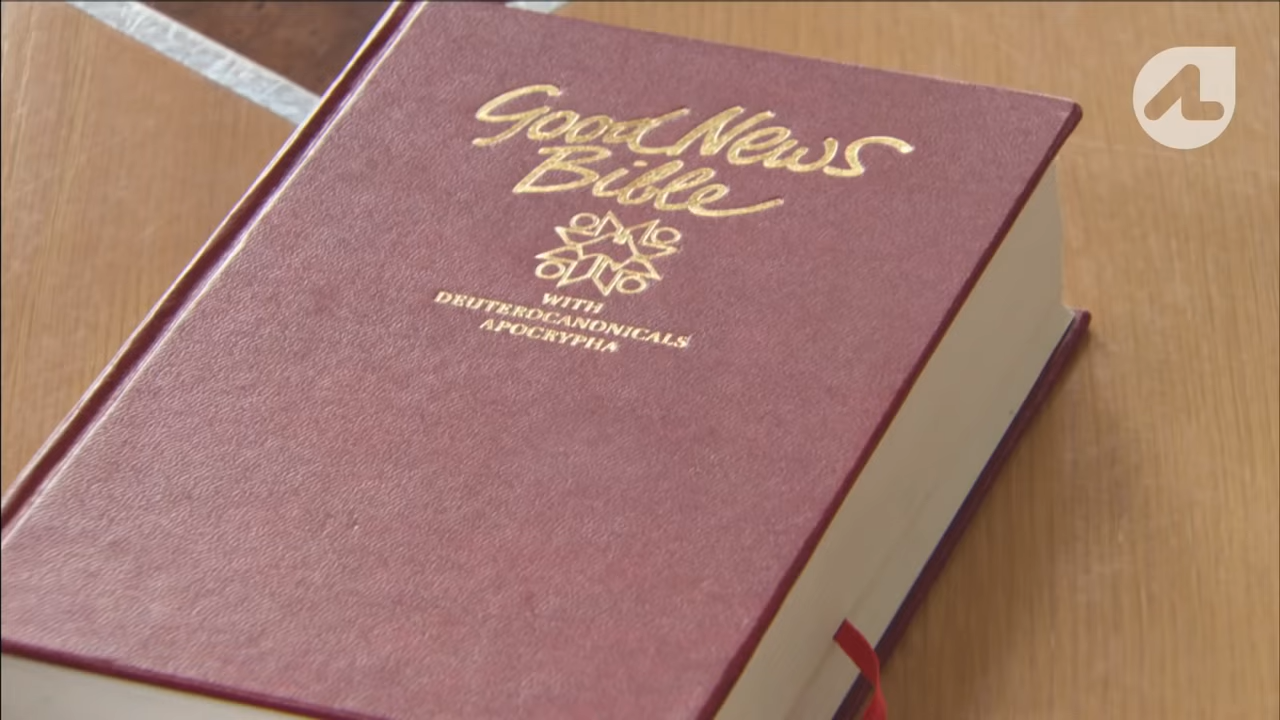 Good News
Bible
WITH
DEUTEROCANONICALS
APOCRYPHA